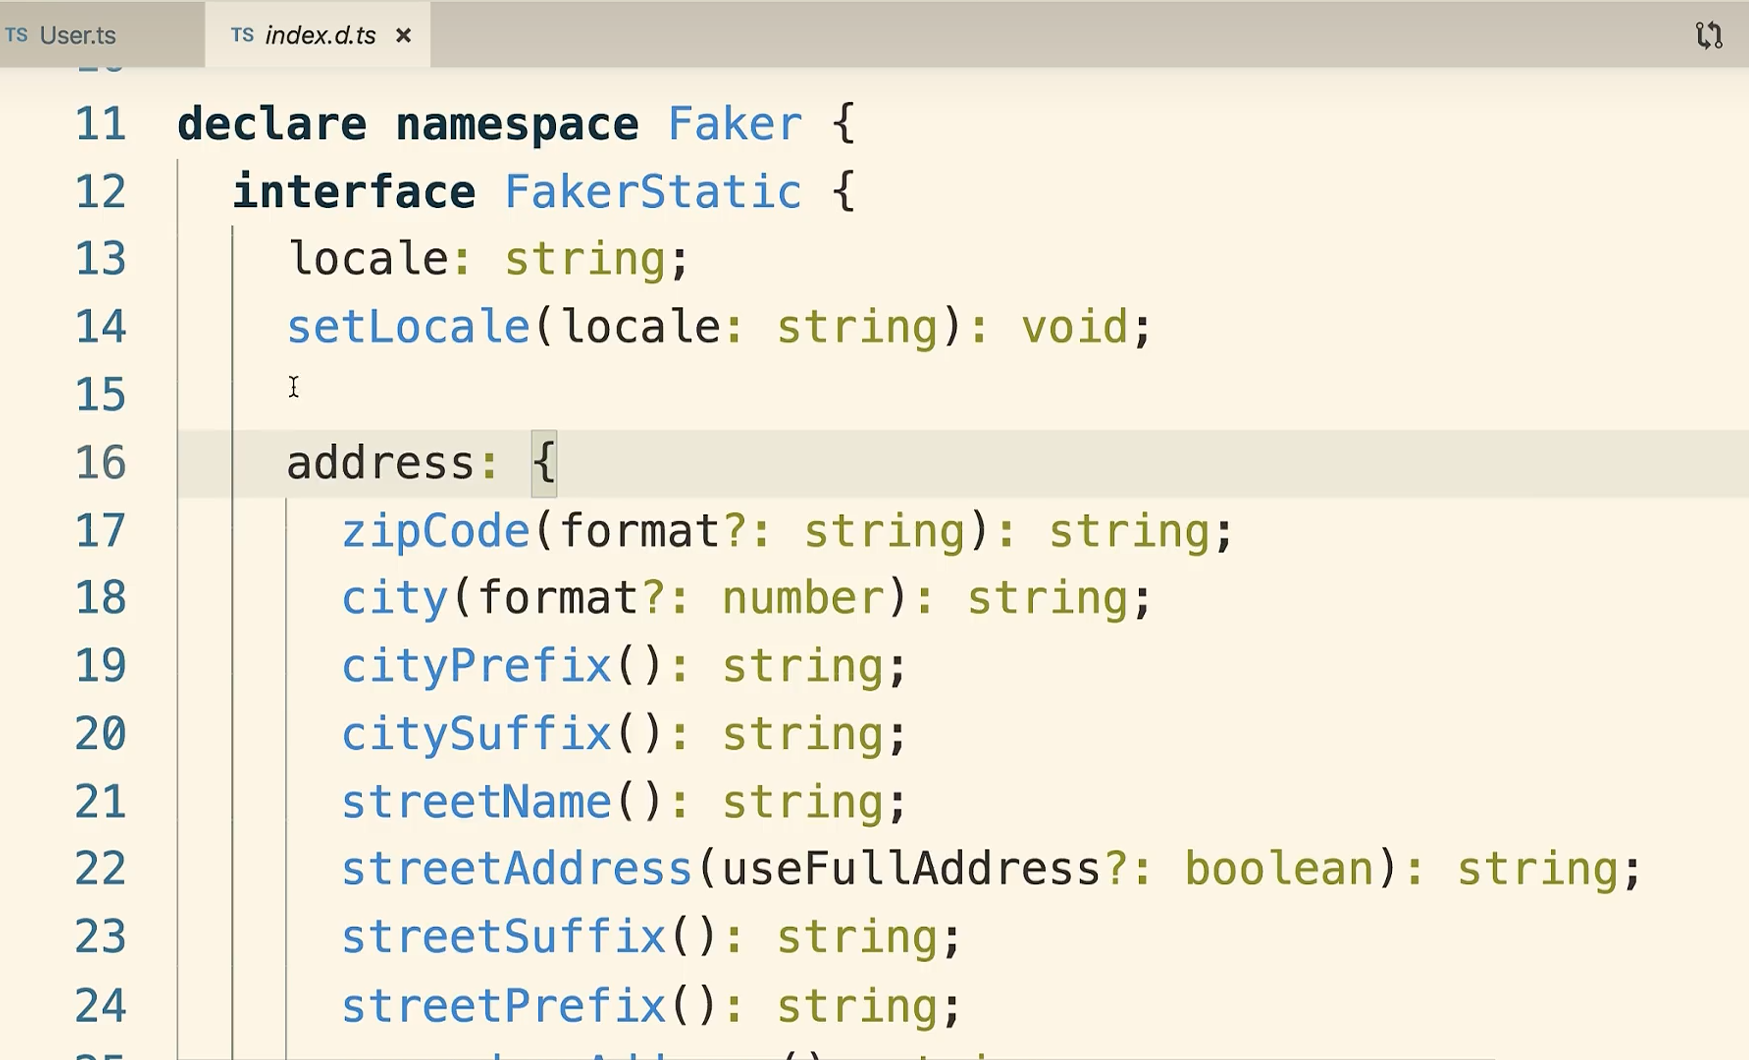 TS User.ts TS index.d.ts ×
11 declare namespace Faker {
12 interface FakerStatic {
13 locale: string;
14 setLocale(locale: string): void;
15
16 address: {
17 zipCode(format?: string): string;
18 city(format?: number): string;
19 cityPrefix(): string;
20 citySuffix(): string;
21 streetName(): string;
22 streetAddress(useFullAddress?: boolean): string;
23 streetSuffix(): string;
24 streetPrefix(): string;